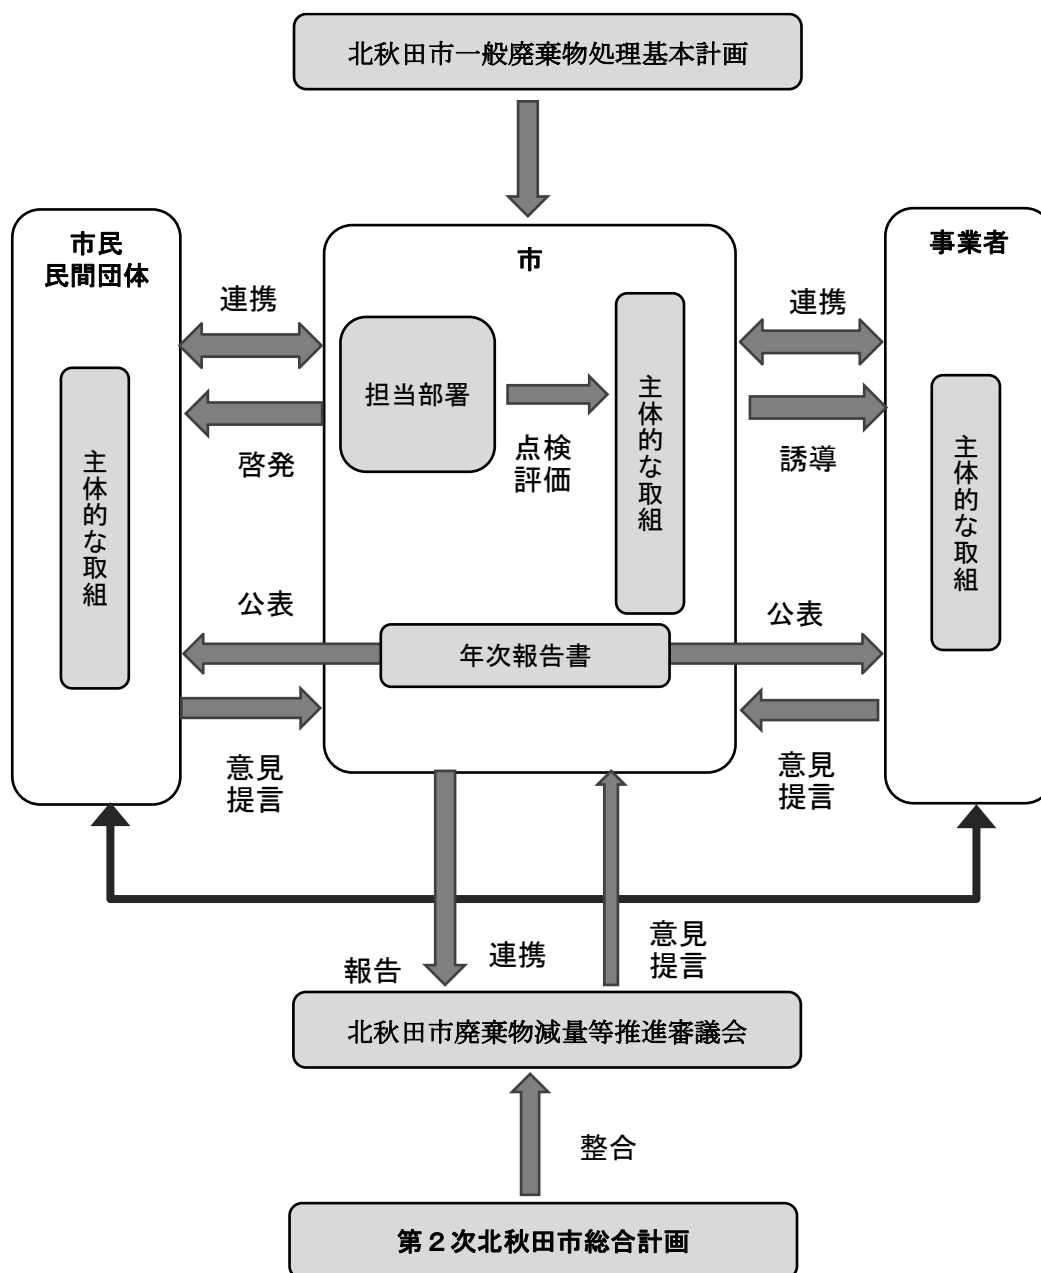 北秋田市一般廃棄物処理基本計画
市民
民間団体
市
事業者
連携
連携
担当部署
主体的な取組
点検
評価
啓発
誘導
主体的な取組
主体的な取組
公表
公表
年次報告書
意見
提言
意見
提言
報告
連携
意見
提言
北秋田市廃棄物減量等推進審議会
整合
第２次北秋田市総合計画